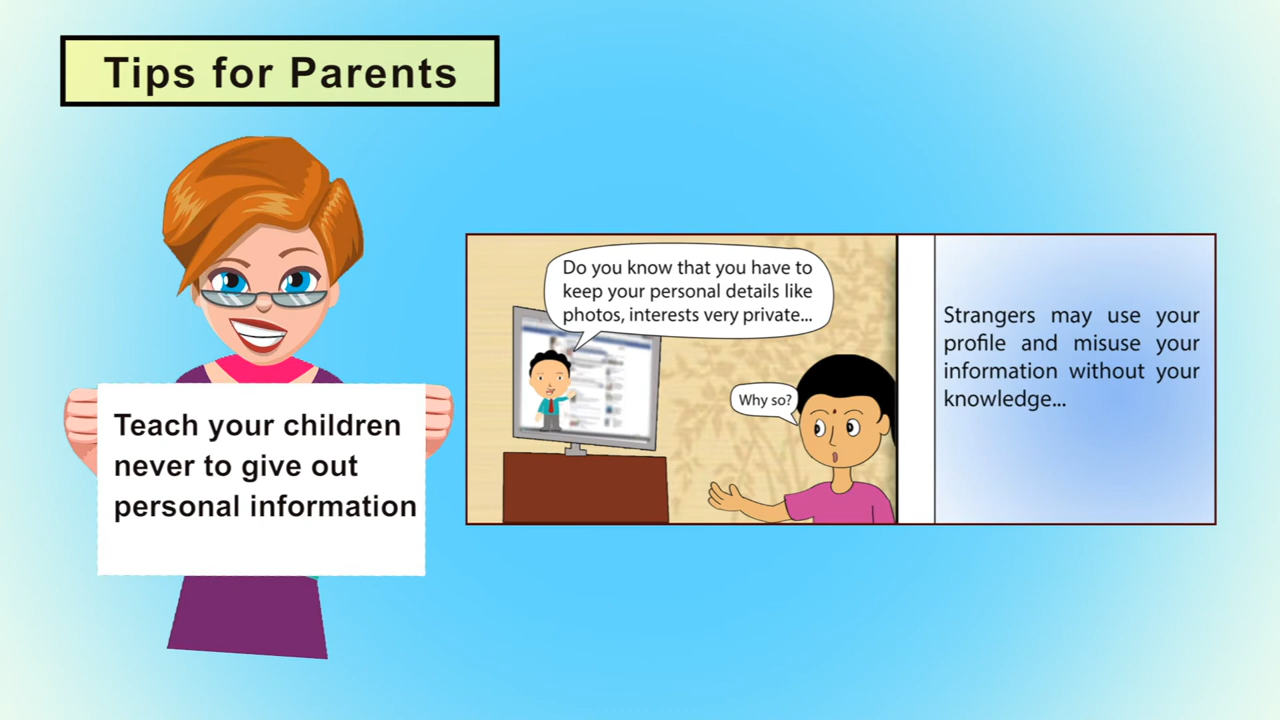 Tips for Parents
Teach your children
never to give out
personal information
Do you know that you have to
keep your personal details like
photos, interests very private...
Why so?
Strangers may use your
profile and misuse your
information without your
knowledge...